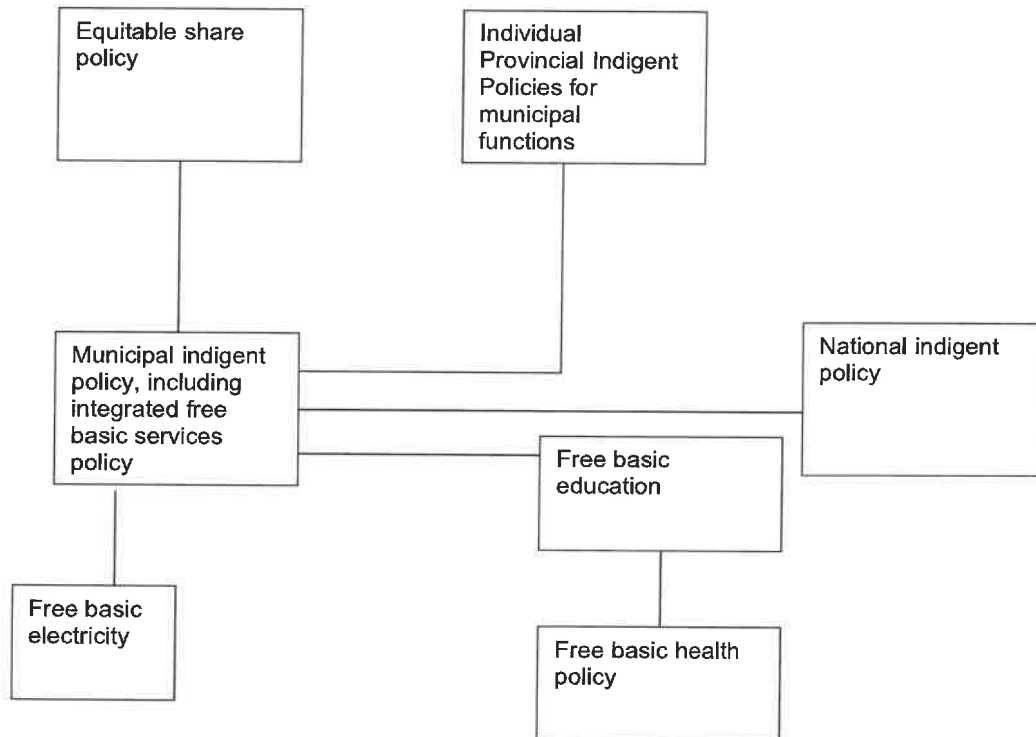 Equitable share
policy
Individual
Provincial Indigent
Policies for
municipal
functions
Municipal indigent
policy, including
integrated free
basic services
policy
National indigent
policy
Free basic
education
Free basic
electricity
Free basic health
policy